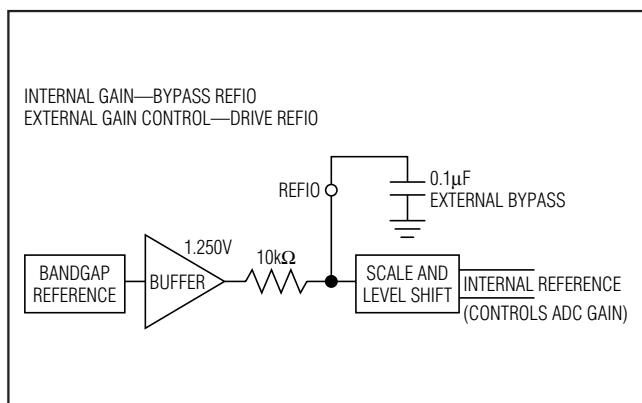 INTERNAL GAIN—BYPASS REFIO
EXTERNAL GAIN CONTROL—DRIVE REFIO
REFIO
0.1µF
EXTERNAL BYPASS
1.250V
10kΩ
BANDGAP
REFERENCE
BUFFER
SCALE AND
LEVEL SHIFT
INTERNAL REFERENCE
(CONTROLS ADC GAIN)